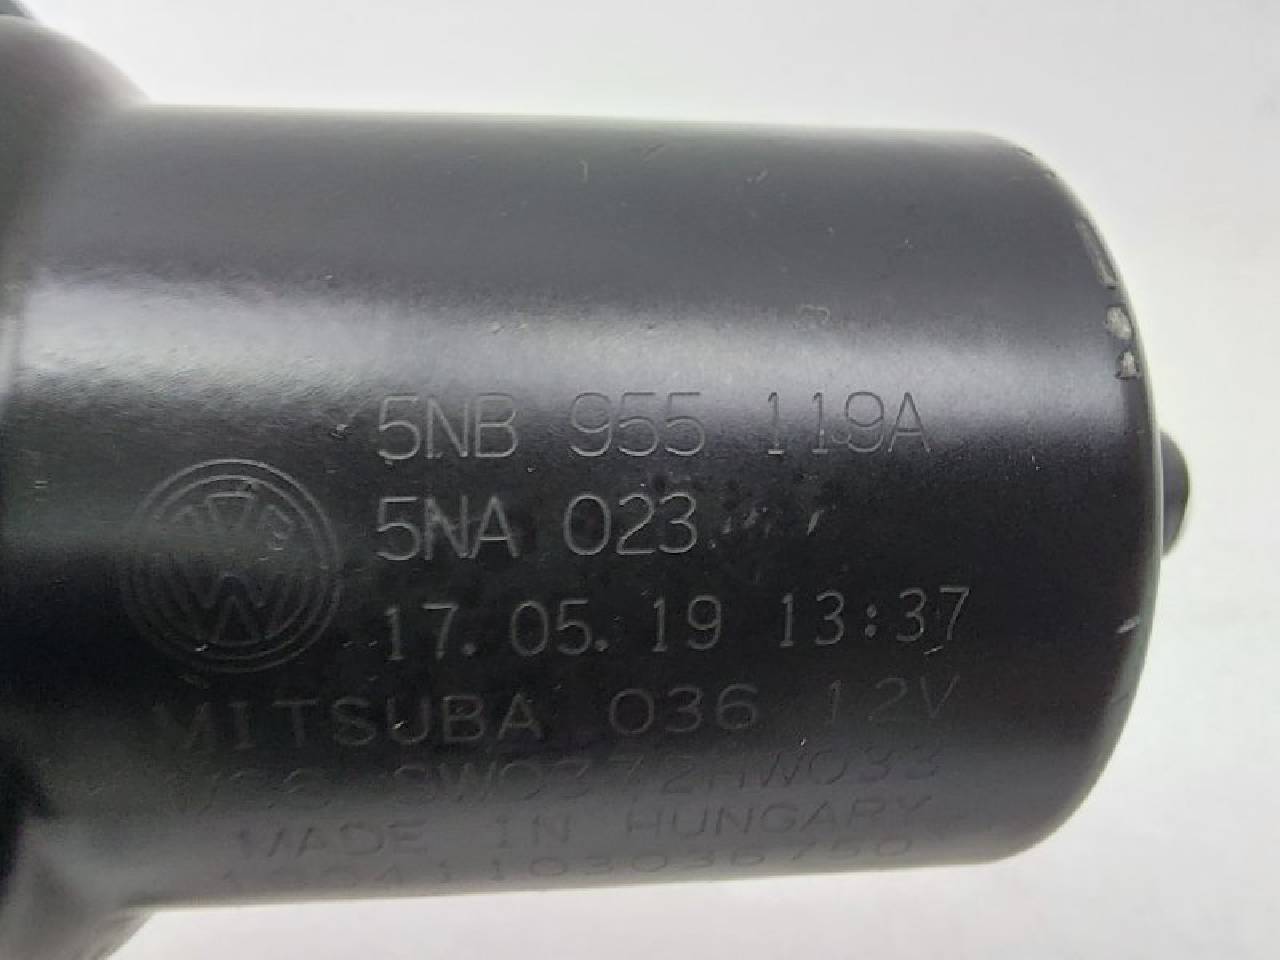 5NB 955 119A
5NA 023
17.05.19 13:37
MITSUBA 036 12V
MADE IN HUNGARY